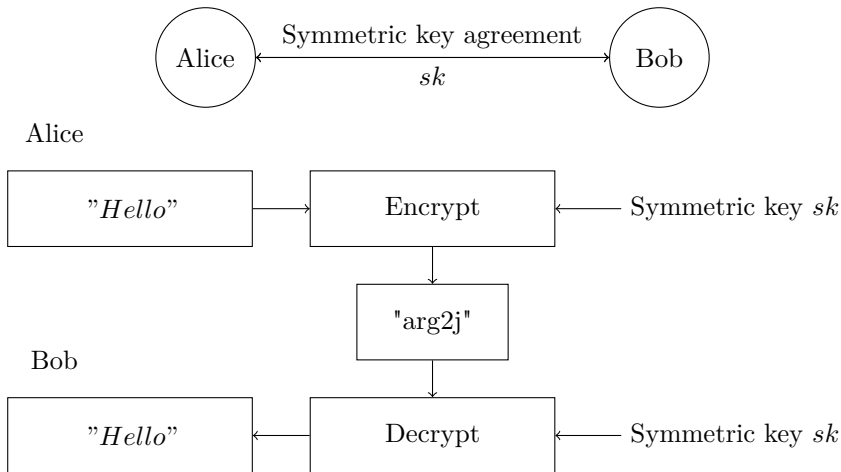 Symmetric key agreement
Alice
Bob
sk
Alice
"Hello"
Encrypt
Symmetric key sk
"arg2j"
Bob
"Hello"
Decrypt
Symmetric key sk